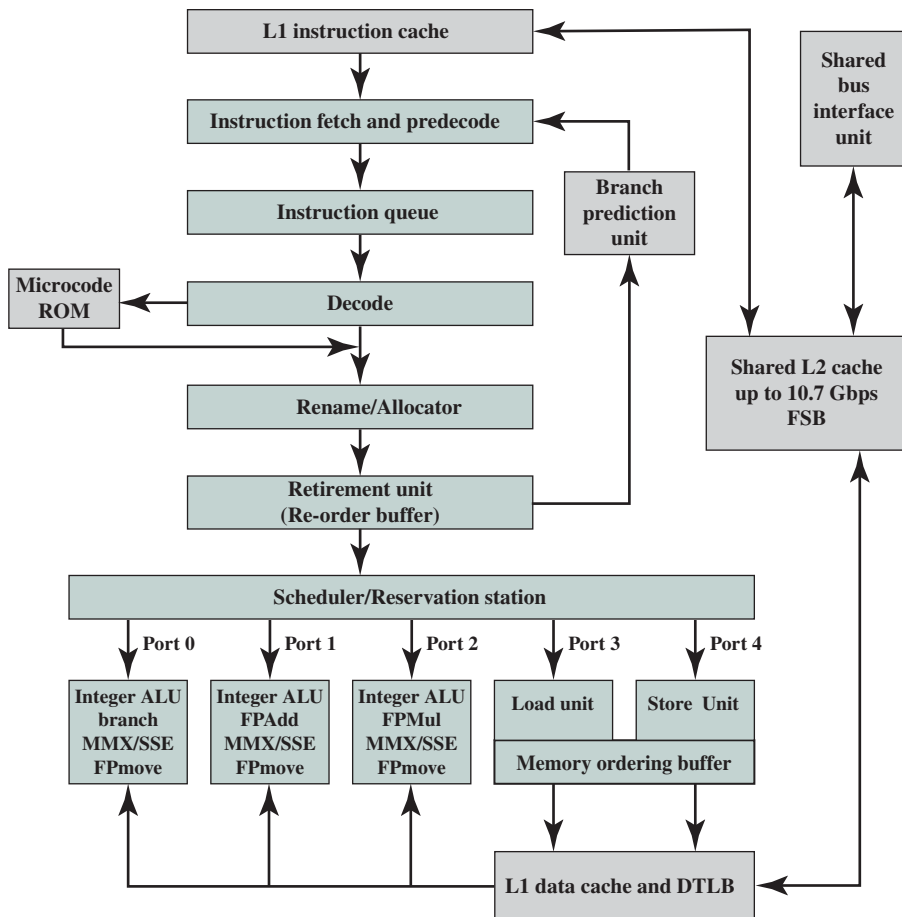 L1 instruction cache
Shared
bus
interface
unit
Instruction fetch and predecode
Branch
prediction
unit
Instruction queue
Microcode
ROM
Decode
Shared L2 cache
up to 10.7 Gbps
FSB
Rename/Allocator
Retirement unit
(Re-order buffer)
Scheduler/Reservation station
Port 0
Port 1
Port 2
Port 3
Port 4
Integer ALU
branch
MMX/SSE
FPmove
Integer ALU
FPAdd
MMX/SSE
FPmove
Integer ALU
FPMul
MMX/SSE
FPmove
Load unit
Store Unit
Memory ordering buffer
L1 data cache and DTLB